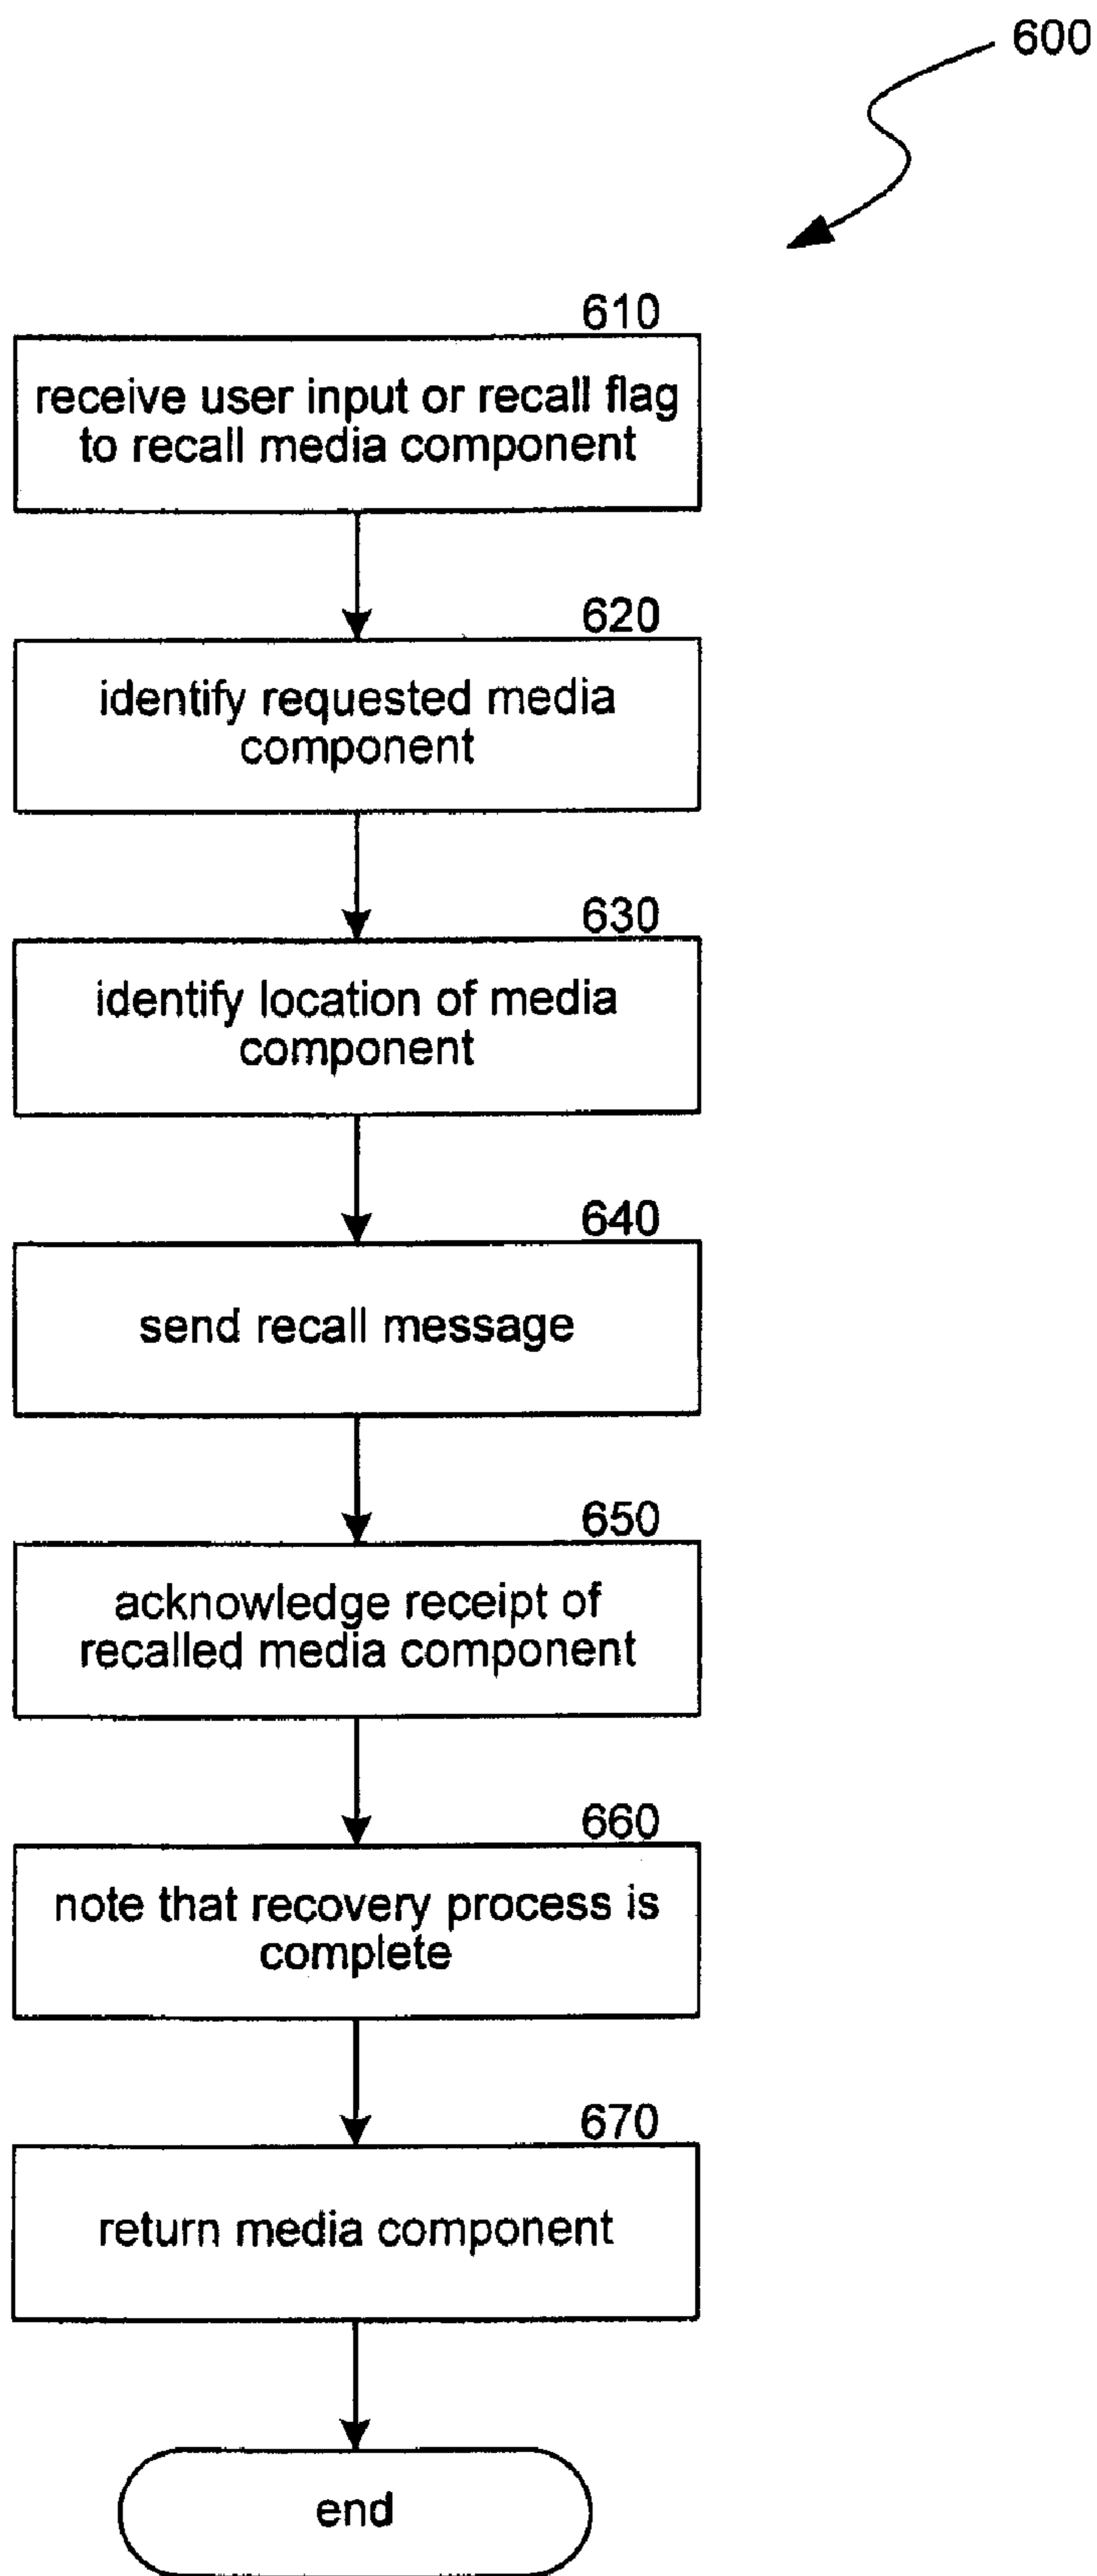 600
610
receive user input or recall flag
to recall media component
620
identify requested media
component
630
identify location of media
component
640
send recall message
650
acknowledge receipt of
recalled media component
660
note that recovery process is
complete
670
return media component
end